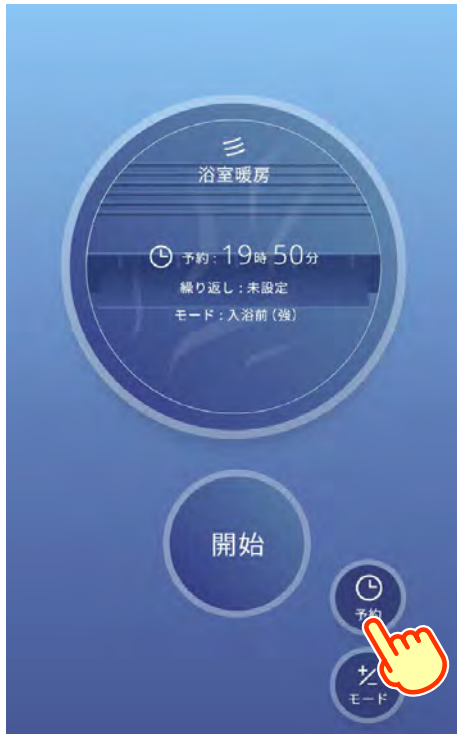 浴室暖房
予約：19時50分
繰り返し：未設定
モード：入浴前（強）
開始
予約
モード